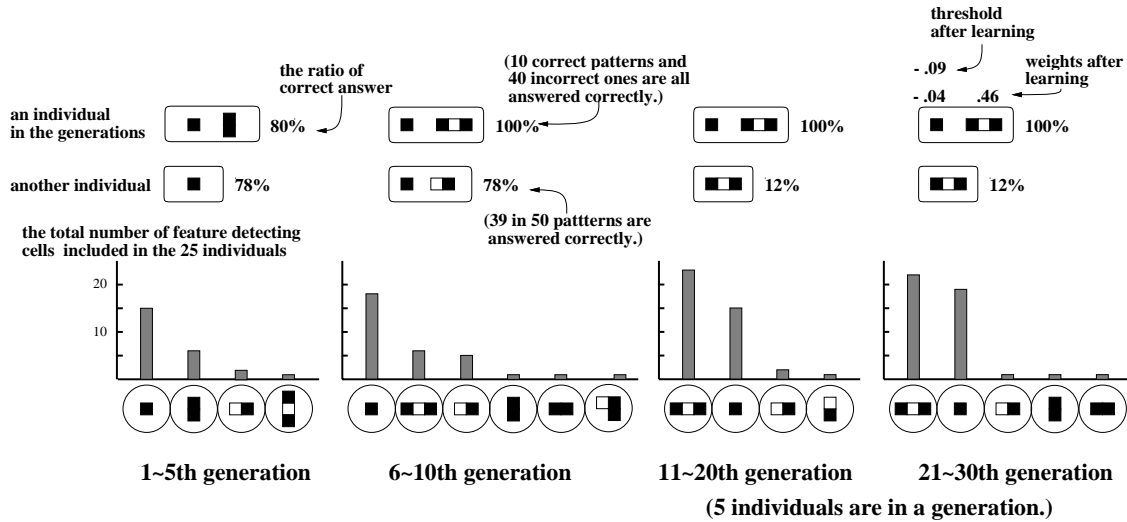 threshold
after learning
- .09
weights after
learning
- .04 .46
the ratio of
correct answer
(10 correct patterns and
40 incorrect ones are all
answered correctly.)
an individual
in the generations
80%
100%
100%
100%
another individual
78%
78%
12%
12%
(39 in 50 pattterns are
answered correctly.)
the total number of feature detecting
cells included in the 25 individuals
20
10
1~5th generation
6~10th generation
11~20th generation
21~30th generation
(5 individuals are in a generation.)